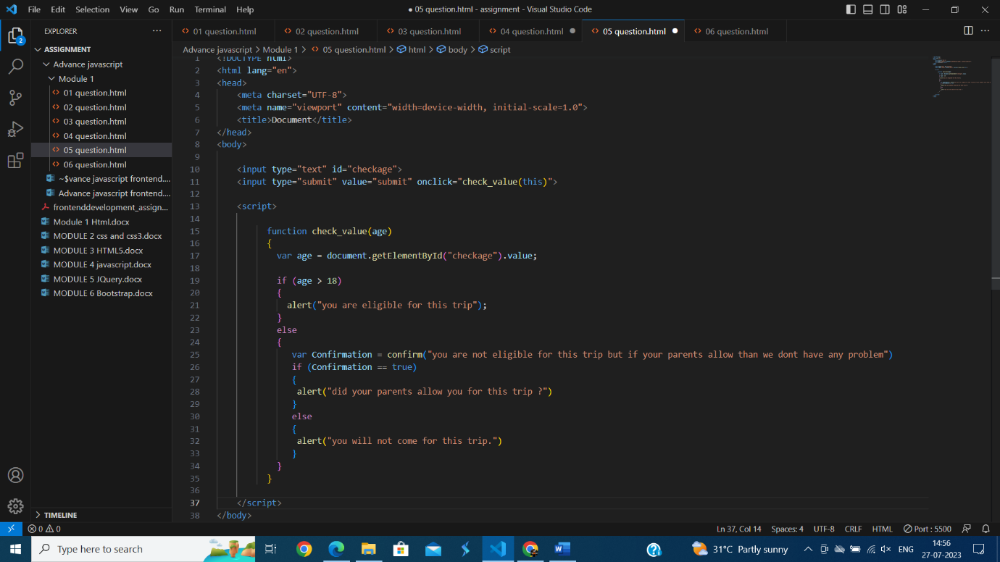 File Edit Selection View Go Run Terminal Help
● 05 question.html - assignment - Visual Studio Code
EXPLORER ···
2
ASSIGNMENT
Advance javascript
Module 1
01 question.html
02 question.html
03 question.html
04 question.html
05 question.html
06 question.html
~$vance javascript frontend....
Advance javascript frontend....
frontenddevelopment_assign...
Module 1 Html.docx
MODULE 2 css and css3.docx
MODULE 3 HTML5.docx
MODULE 4 javascript.docx
MODULE 5 JQuery.docx
MODULE 6 Bootstrap.docx
TIMELINE
01 question.html 02 question.html 03 question.html 04 question.html ● 05 question.html ● 06 question.html
Advance javascript > Module 1 > 05 question.html > html > body > script
1 <!DOCTYPE html>
2 <html lang="en">
3 <head>
4 <meta charset="UTF-8">
5 <meta name="viewport" content="width=device-width, initial-scale=1.0">
6 <title>Document</title>
7 </head>
8 <body>
9
10 <input type="text" id="checkage">
11 <input type="submit" value="submit" onclick="check_value(this)">
12
13 <script>
14
15 function check_value(age)
16 {
17 var age = document.getElementById("checkage").value;
18
19 if (age > 18)
20 {
21 alert("you are eligible for this trip");
22 }
23 else
24 {
25 var Confirmation = confirm("you are not eligible for this trip but if your parents allow than we dont have any problem")
26 if (Confirmation == true)
27 {
28 alert("did your parents allow you for this trip ?")
29 }
30 else
31 {
32 alert("you will not come for this trip.")
33 }
34 }
35 }
36
37 </script>
38 </body>
0 0 Ln 37, Col 14 Spaces: 4 UTF-8 CRLF HTML Port : 5500
Type here to search
31°C Partly sunny
ENG
14:56
27-07-2023